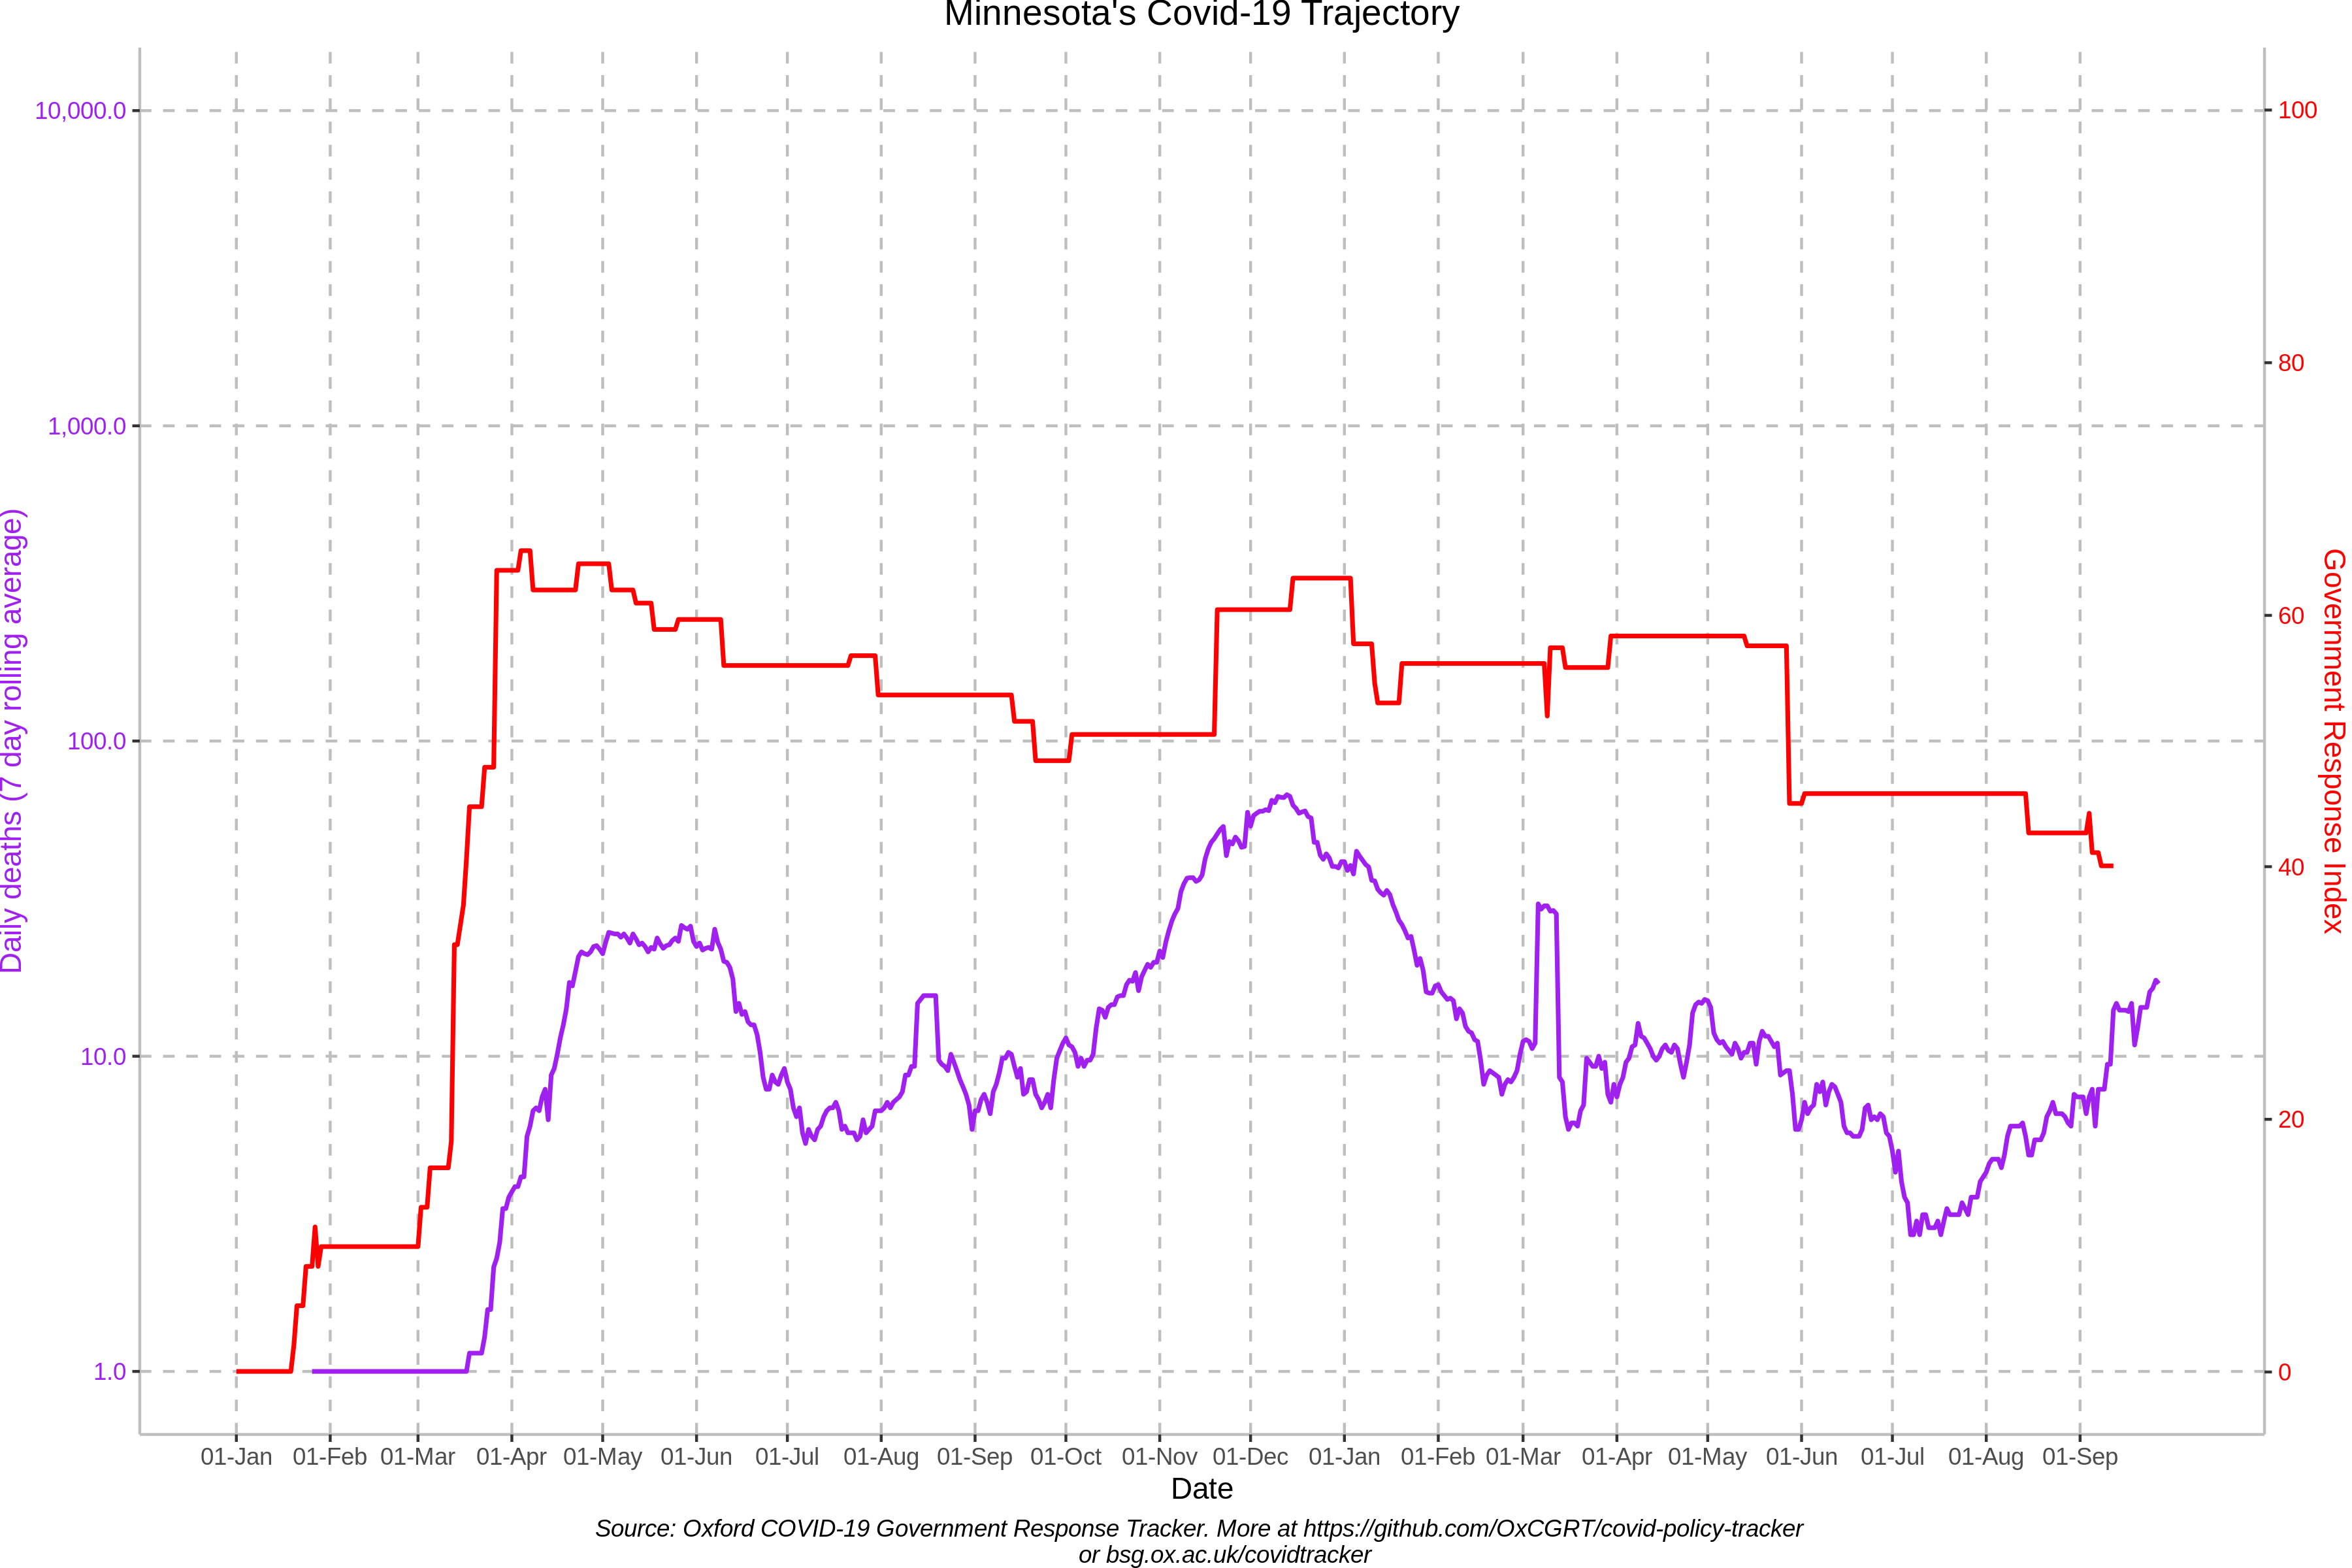 Minnesota's Covid-19 Trajectory
10,000.0
1,000.0
100.0
10.0
1.0
Daily deaths (7 day rolling average)
100
80
60
40
20
0
Government Response Index
01-Jan 01-Feb 01-Mar 01-Apr 01-May 01-Jun 01-Jul 01-Aug 01-Sep 01-Oct 01-Nov 01-Dec 01-Jan 01-Feb 01-Mar 01-Apr 01-May 01-Jun 01-Jul 01-Aug 01-Sep
Date
Source: Oxford COVID-19 Government Response Tracker. More at https://github.com/OxCGRT/covid-policy-tracker
or bsg.ox.ac.uk/covidtracker